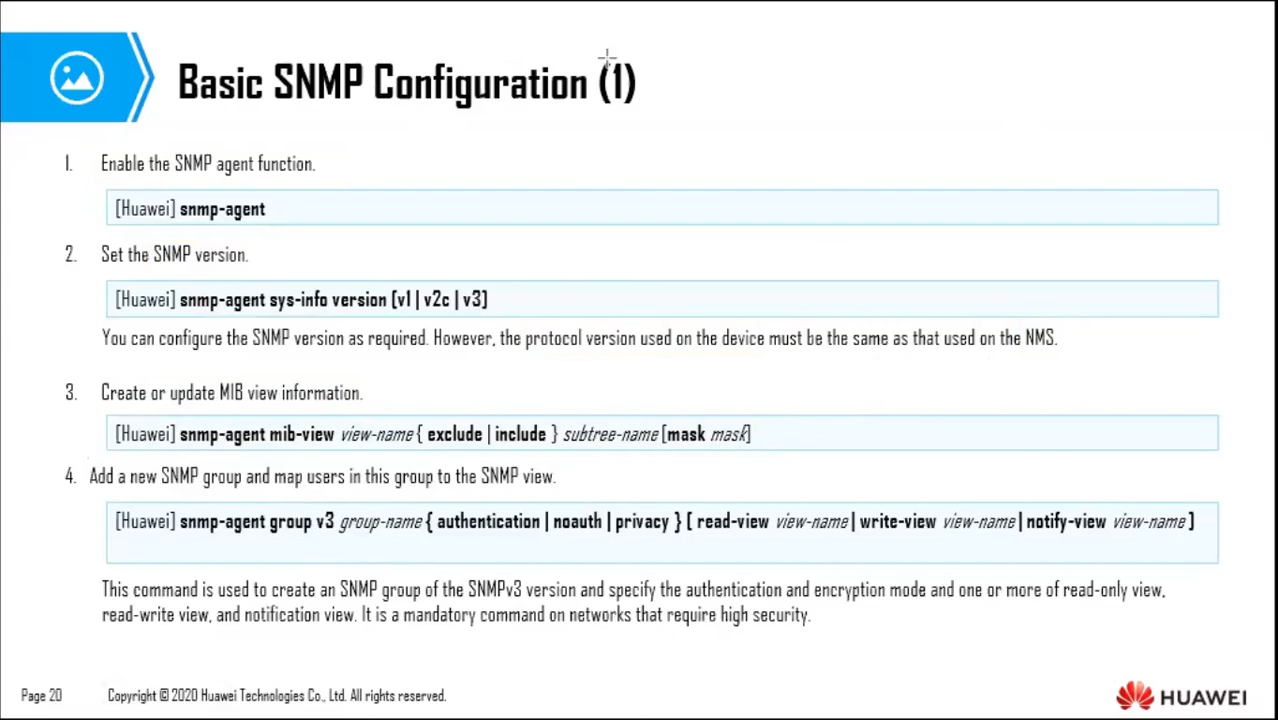 Basic SNMP Configuration (1)
1. Enable the SNMP agent function.
[Huawei] snmp-agent
2. Set the SNMP version.
[Huawei] snmp-agent sys-info version [v1 | v2c | v3]
You can configure the SNMP version as required. However, the protocol version used on the device must be the same as that used on the NMS.
3. Create or update MIB view information.
[Huawei] snmp-agent mib-view view-name { exclude | include } subtree-name [mask mask]
4. Add a new SNMP group and map users in this group to the SNMP view.
[Huawei] snmp-agent group v3 group-name { authentication | noauth | privacy } [ read-view view-name | write-view view-name | notify-view view-name ]
This command is used to create an SNMP group of the SNMPv3 version and specify the authentication and encryption mode and one or more of read-only view,
read-write view, and notification view. It is a mandatory command on networks that require high security.
Page 20 Copyright © 2020 Huawei Technologies Co., Ltd. All rights reserved.
HUAWEI